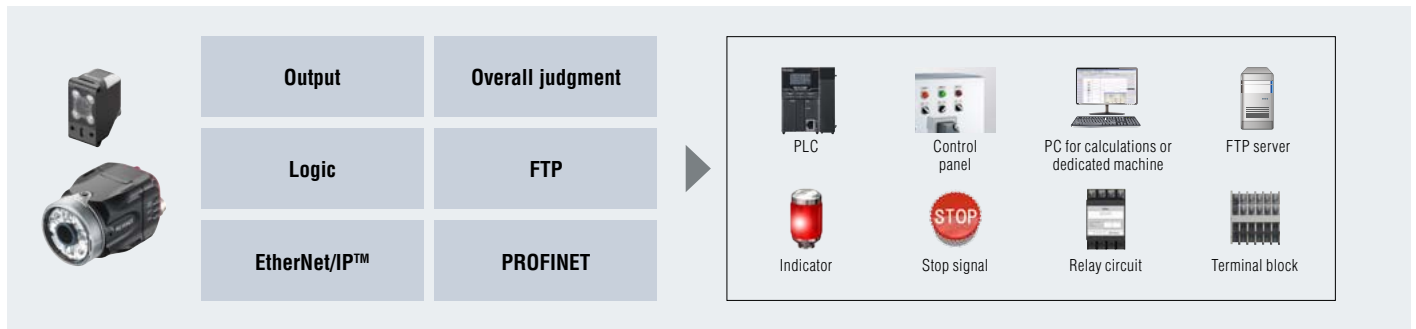 Output
Overall judgment
Logic
FTP
EtherNet/IP™
PROFINET
PLC
Control
panel
PC for calculations or
dedicated machine
FTP server
STOP
Indicator
Stop signal
Relay circuit
Terminal block